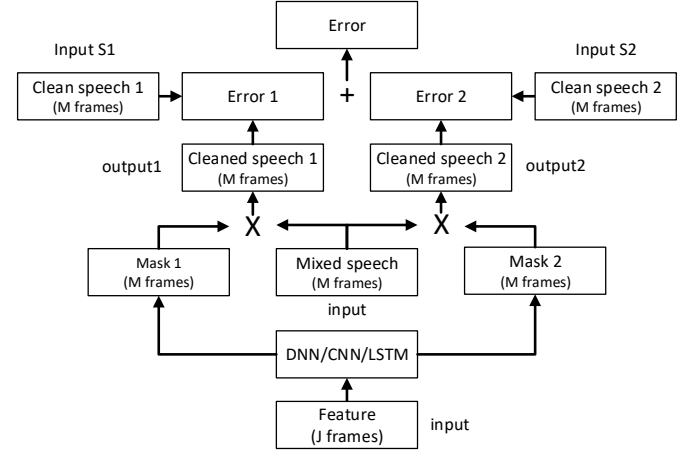 Error
Input S1
Input S2
Clean speech 1
(M frames)
Error 1
+
Error 2
Clean speech 2
(M frames)
output1
Cleaned speech 1
(M frames)
Cleaned speech 2
(M frames)
output2
X
X
Mask 1
(M frames)
Mixed speech
(M frames)
Mask 2
(M frames)
input
DNN/CNN/LSTM
Feature
(J frames)
input